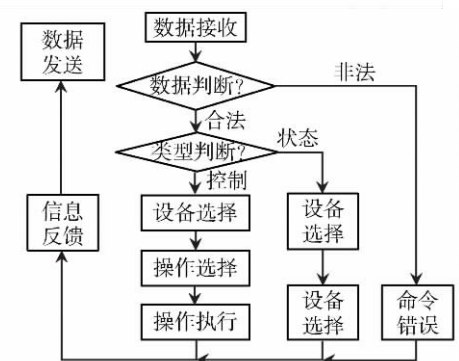 数据接收
数据
发送
数据判断?
非法
合法
类型判断?
状态
控制
信息
反馈
设备选择
设备
选择
操作选择
操作执行
设备
选择
命令
错误